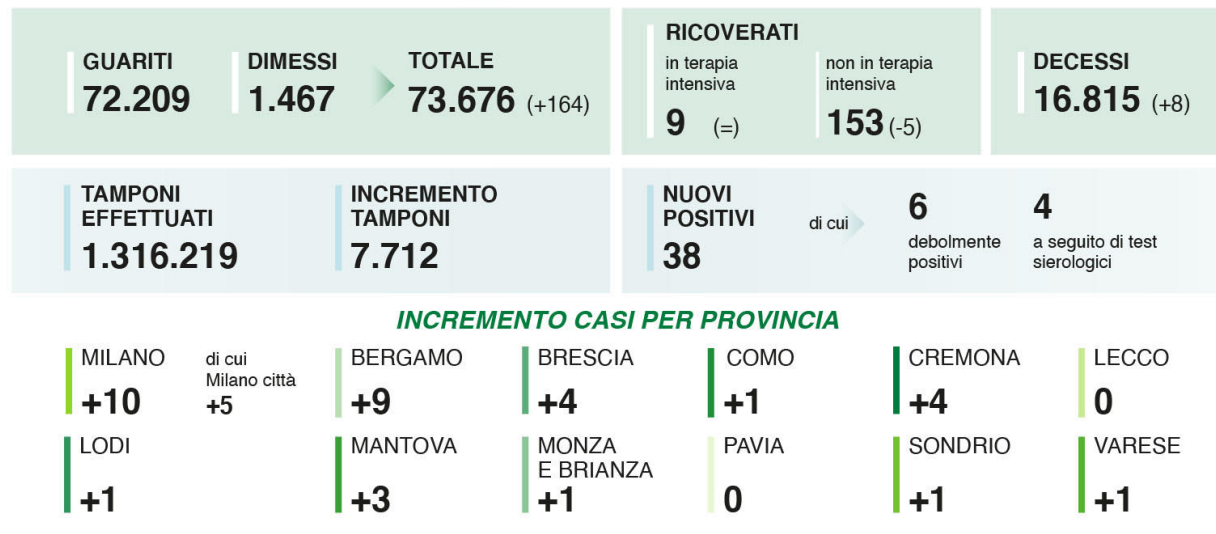 GUARITI
72.209
DIMESSI
1.467
TOTALE
73.676 (+164)
RICOVERATI
in terapia
intensiva
9 (=)
non in terapia
intensiva
153 (-5)
DECESSI
16.815 (+8)
TAMPONI
EFFETTUATI
1.316.219
INCREMENTO
TAMPONI
7.712
NUOVI
POSITIVI
38
di cui
6
debolmente
positivi
4
a seguito di test
sierologici
INCREMENTO CASI PER PROVINCIA
MILANO
+10
di cui
Milano città
+5
BERGAMO
+9
BRESCIA
+4
COMO
+1
CREMONA
+4
LECCO
0
LODI
+1
MANTOVA
+3
MONZA
E BRIANZA
+1
PAVIA
0
SONDRIO
+1
VARESE
+1